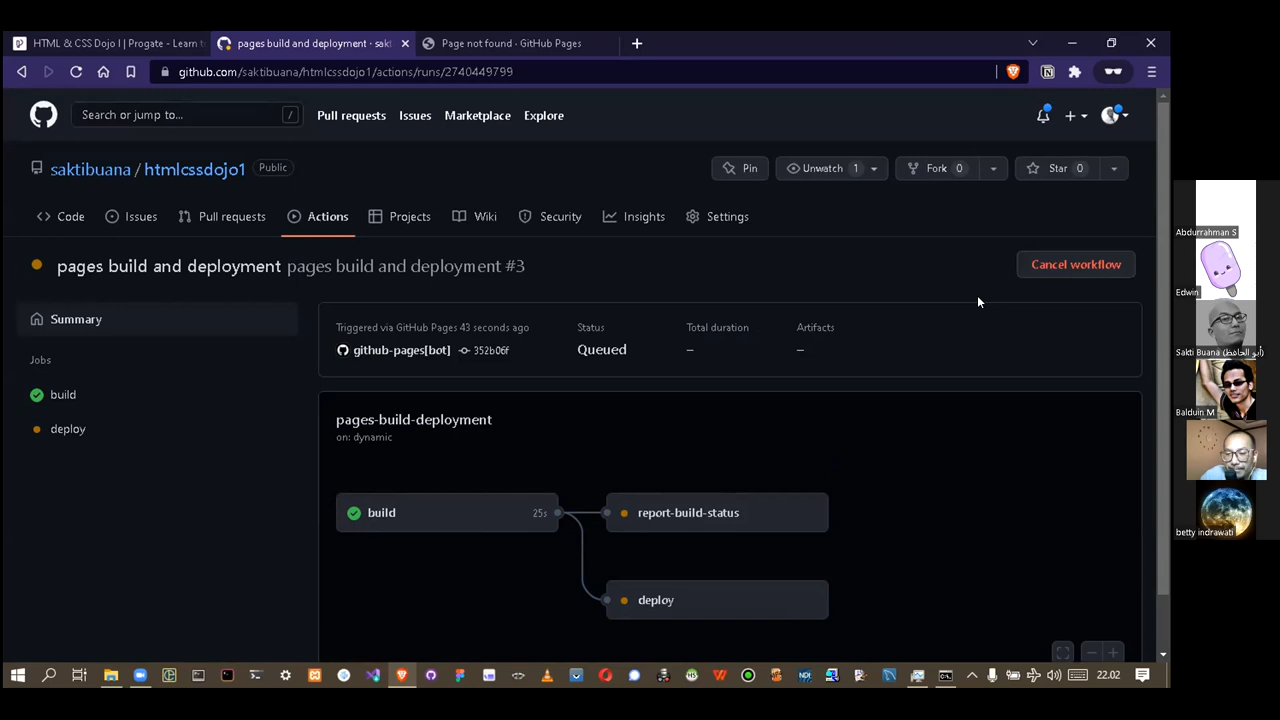 HTML & CSS Dojo I | Progate - Learn t
pages build and deployment · sak
Page not found · GitHub Pages
github.com/saktibuana/htmlcssdojo1/actions/runs/2740449799
Search or jump to...
/
Pull requests
Issues
Marketplace
Explore
saktibuana / htmlcssdojo1
Public
Pin
Unwatch 1
Fork 0
Star 0
Code
Issues
Pull requests
Actions
Projects
Wiki
Security
Insights
Settings
pages build and deployment pages build and deployment #3
Cancel workflow
Summary
Jobs
build
deploy
Triggered via GitHub Pages 43 seconds ago
github-pages[bot] 352b06f
Status
Queued
Total duration
–
Artifacts
–
pages-build-deployment
on: dynamic
build 25s
report-build-status
deploy
22.02
Abdurrahman S
Edwin
Sakti Buana (أبو الحافظ)
Balduin M
betty indrawati